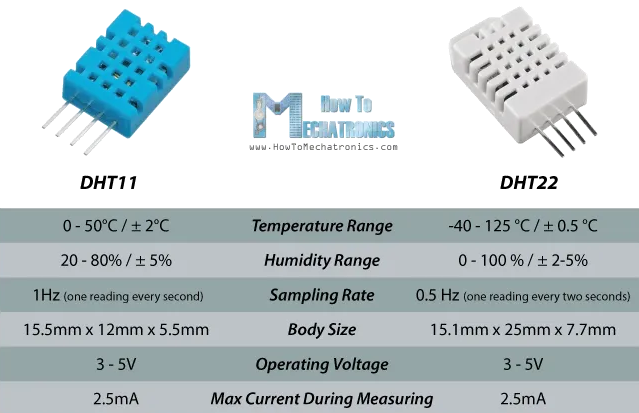 How To
MECHATRONICS
www.HowToMechatronics.com
DHT11 DHT22
0 - 50°C / ± 2°C Temperature Range -40 - 125 °C / ± 0.5 °C
20 - 80% / ± 5% Humidity Range 0 - 100 % / ± 2-5%
1Hz (one reading every second) Sampling Rate 0.5 Hz (one reading every two seconds)
15.5mm x 12mm x 5.5mm Body Size 15.1mm x 25mm x 7.7mm
3 - 5V Operating Voltage 3 - 5V
2.5mA Max Current During Measuring 2.5mA